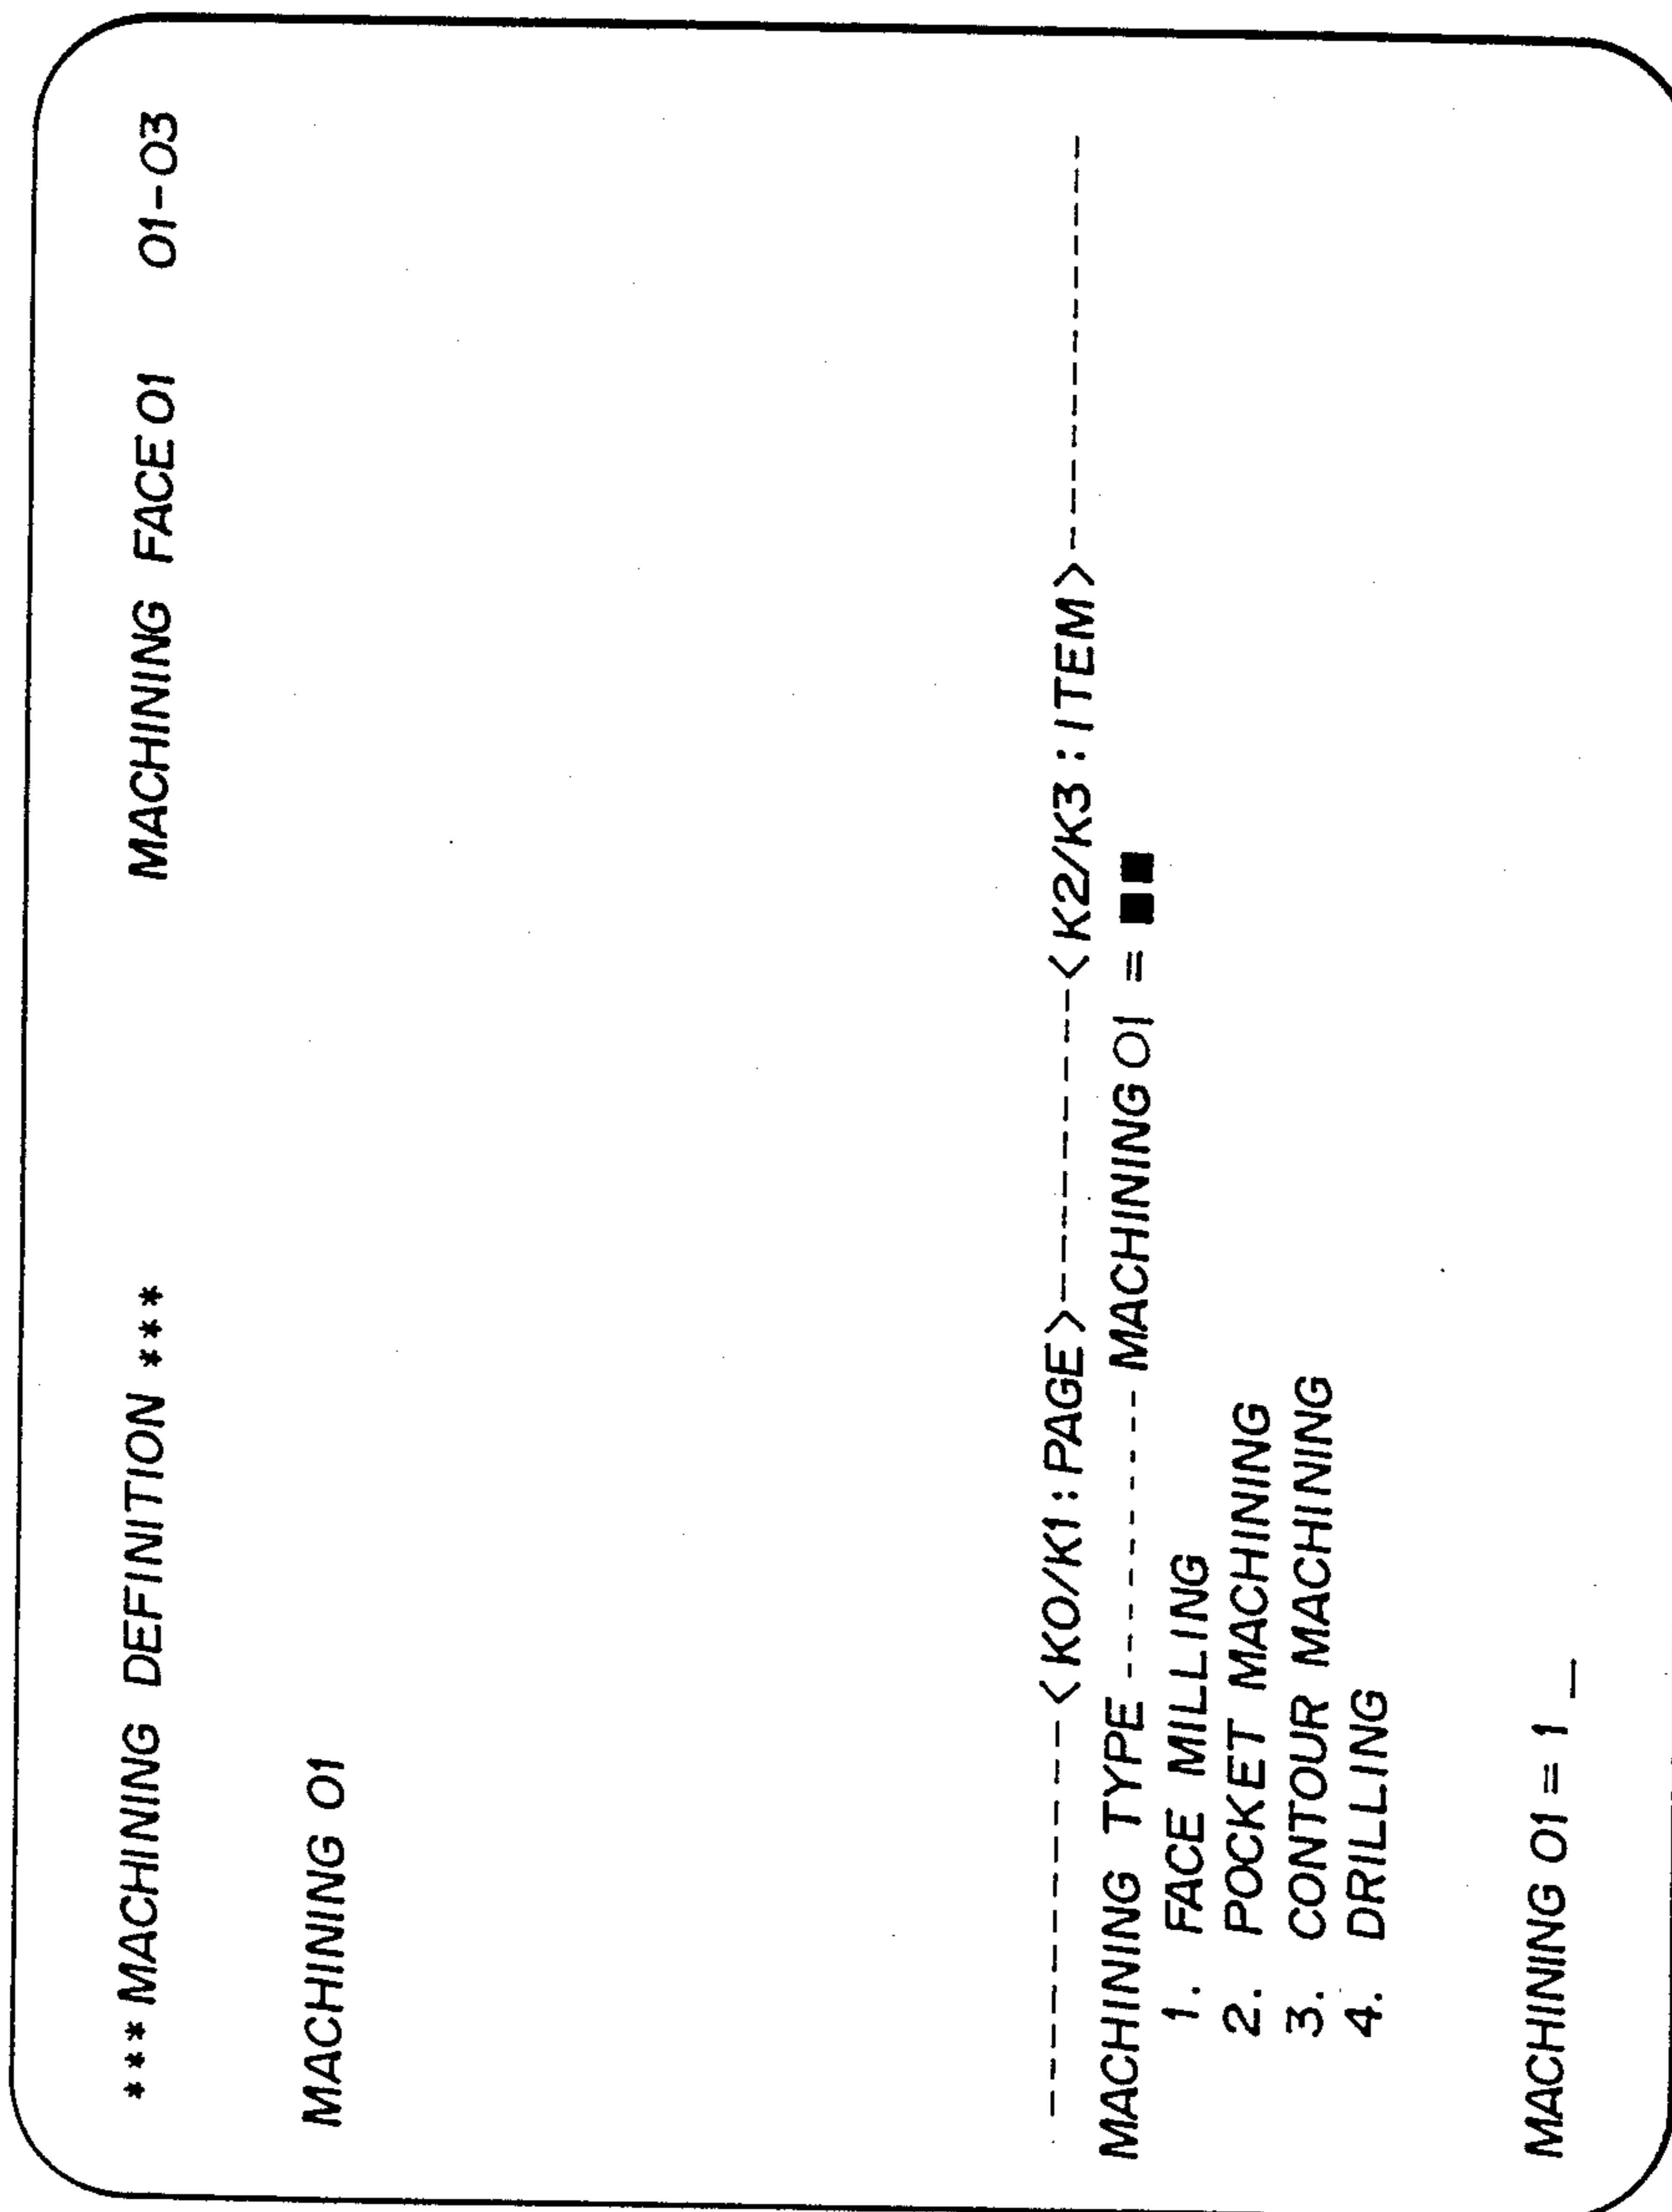 *** MACHINING DEFINITION *** MACHINING FACE 01 01-03
MACHINING 01
------------<K0/K1:PAGE>---------<K2/K3:ITEM>--------------
MACHINING TYPE --------- MACHINING 01 = ■■
1. FACE MILLING
2. POCKET MACHINING
3. CONTOUR MACHINING
4. DRILLING
MACHINING 01 = 1 _